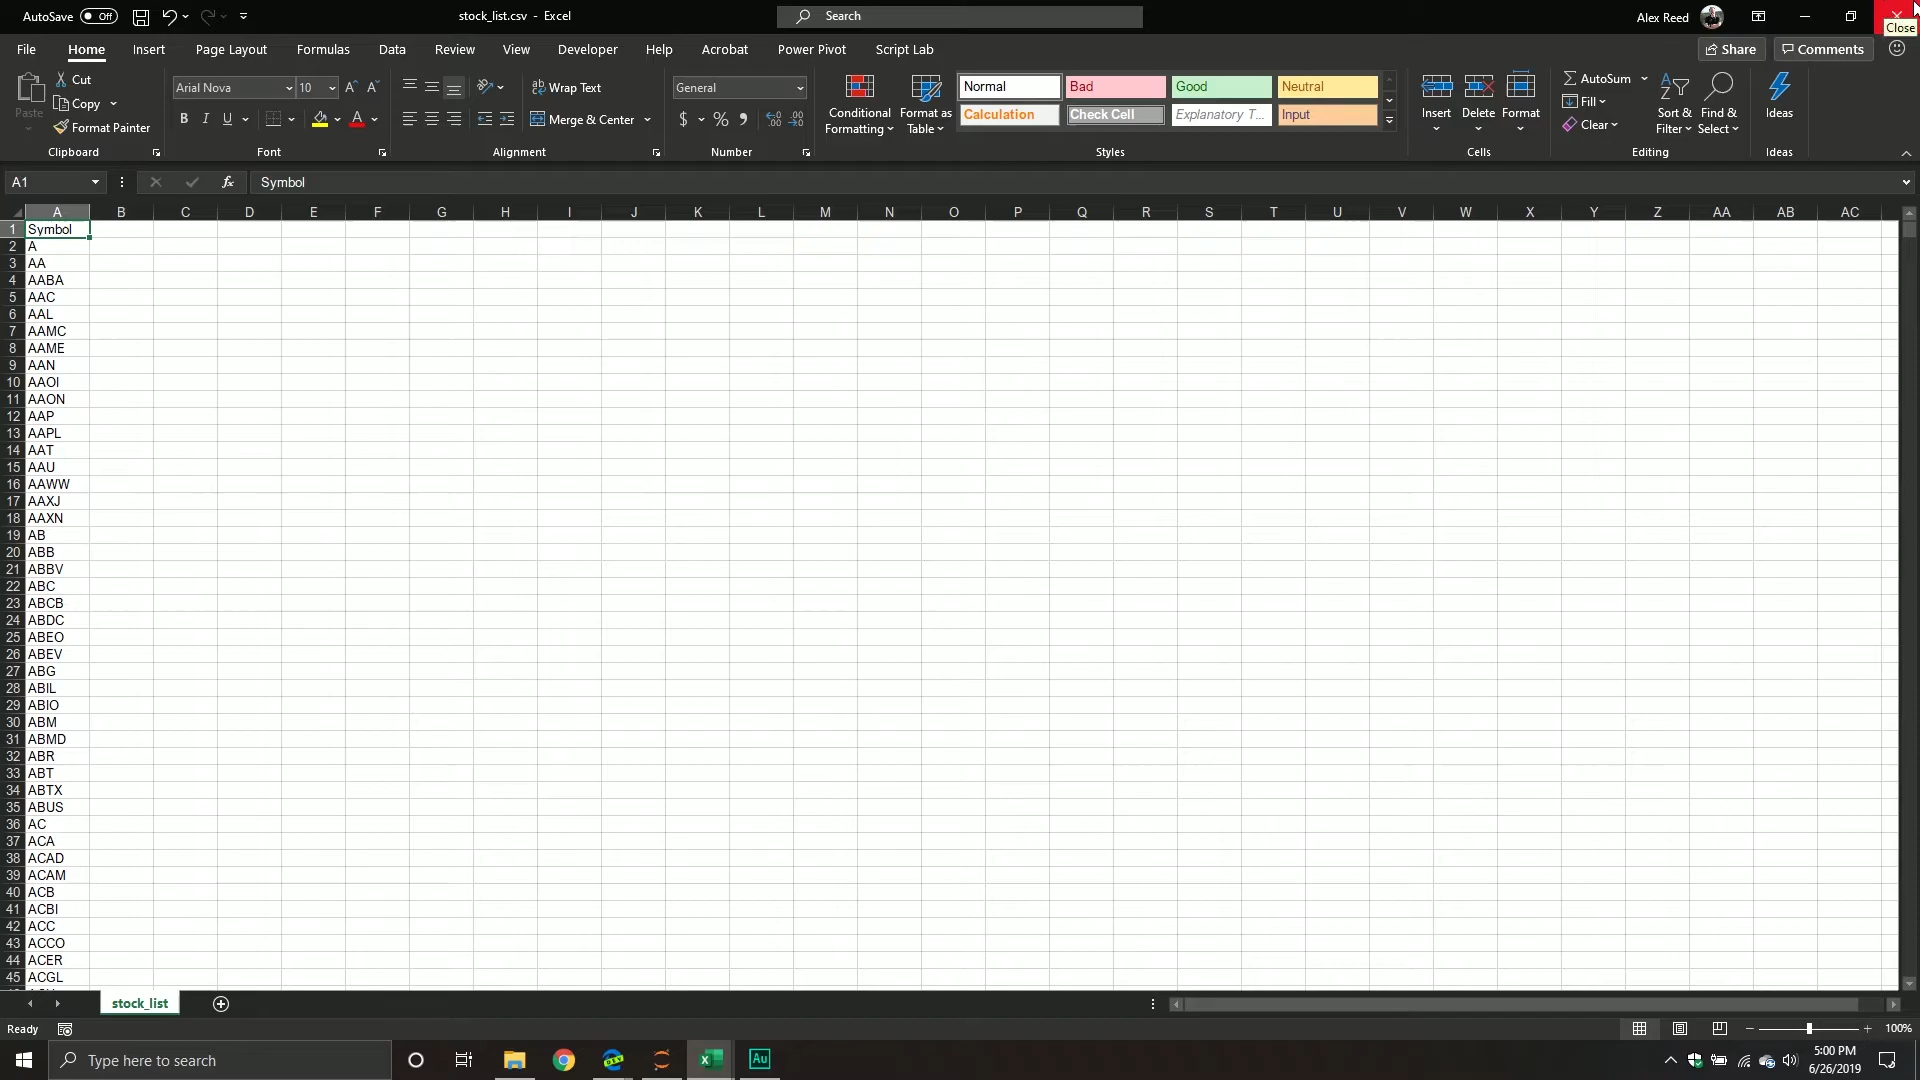 AutoSave Off
stock_list.csv - Excel
Search
Alex Reed
Close
File Home Insert Page Layout Formulas Data Review View Developer Help Acrobat Power Pivot Script Lab
Share Comments
Paste
Cut
Copy
Format Painter
Clipboard
Arial Nova 10
B I U
Font
Wrap Text
Merge & Center
Alignment
General
$ % 9
Number
Conditional Formatting
Format as Table
Normal Bad Good Neutral
Calculation Check Cell Explanatory T... Input
Styles
Insert Delete Format
Cells
AutoSum
Fill
Clear
Sort & Filter
Find & Select
Editing
Ideas
Ideas
A1 fx Symbol
A B C D E F G H I J K L M N O P Q R S T U V W X Y Z AA AB AC
1 Symbol
2 A
3 AA
4 AABA
5 AAC
6 AAL
7 AAMC
8 AAME
9 AAN
10 AAOI
11 AAON
12 AAP
13 AAPL
14 AAT
15 AAU
16 AAWW
17 AAXJ
18 AAXN
19 AB
20 ABB
21 ABBV
22 ABC
23 ABCB
24 ABDC
25 ABEO
26 ABEV
27 ABG
28 ABIL
29 ABIO
30 ABM
31 ABMD
32 ABR
33 ABT
34 ABTX
35 ABUS
36 AC
37 ACA
38 ACAD
39 ACAM
40 ACB
41 ACBI
42 ACC
43 ACCO
44 ACER
45 ACGL
stock_list
Ready
100%
Type here to search
Au
5:00 PM
6/26/2019